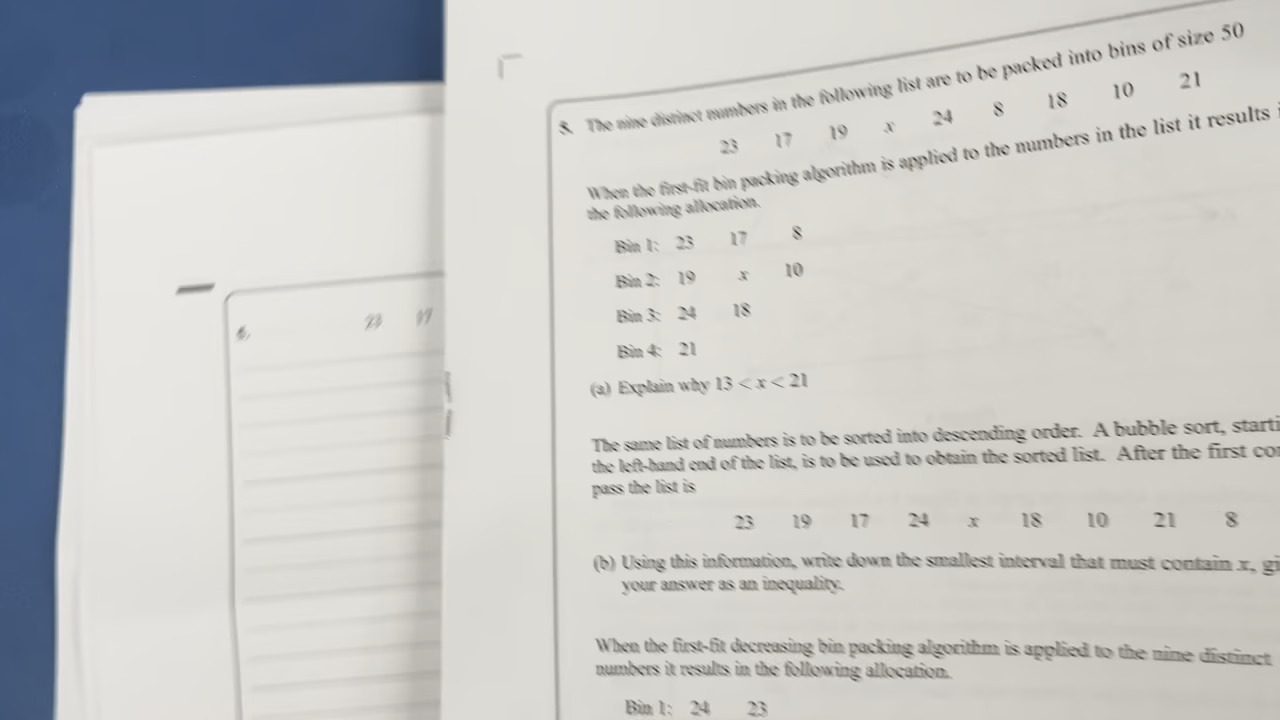 5. The nine distinct numbers in the following list are to be packed into bins of size 50
23 17 19 x 24 8 18 10 21
When the first-fit bin packing algorithm is applied to the numbers in the list it results
the following allocation.
Bin 1: 23 17 8
Bin 2: 19 x 10
Bin 3: 24 18
Bin 4: 21
(a) Explain why 13 < x < 21
The same list of numbers is to be sorted into descending order. A bubble sort, starti
the left-hand end of the list, is to be used to obtain the sorted list. After the first co
pass the list is
23 19 17 24 x 18 10 21 8
(b) Using this information, write down the smallest interval that must contain x, gi
your answer as an inequality.
When the first-fit decreasing bin packing algorithm is applied to the nine distinct
numbers it results in the following allocation.
Bin 1: 24 23